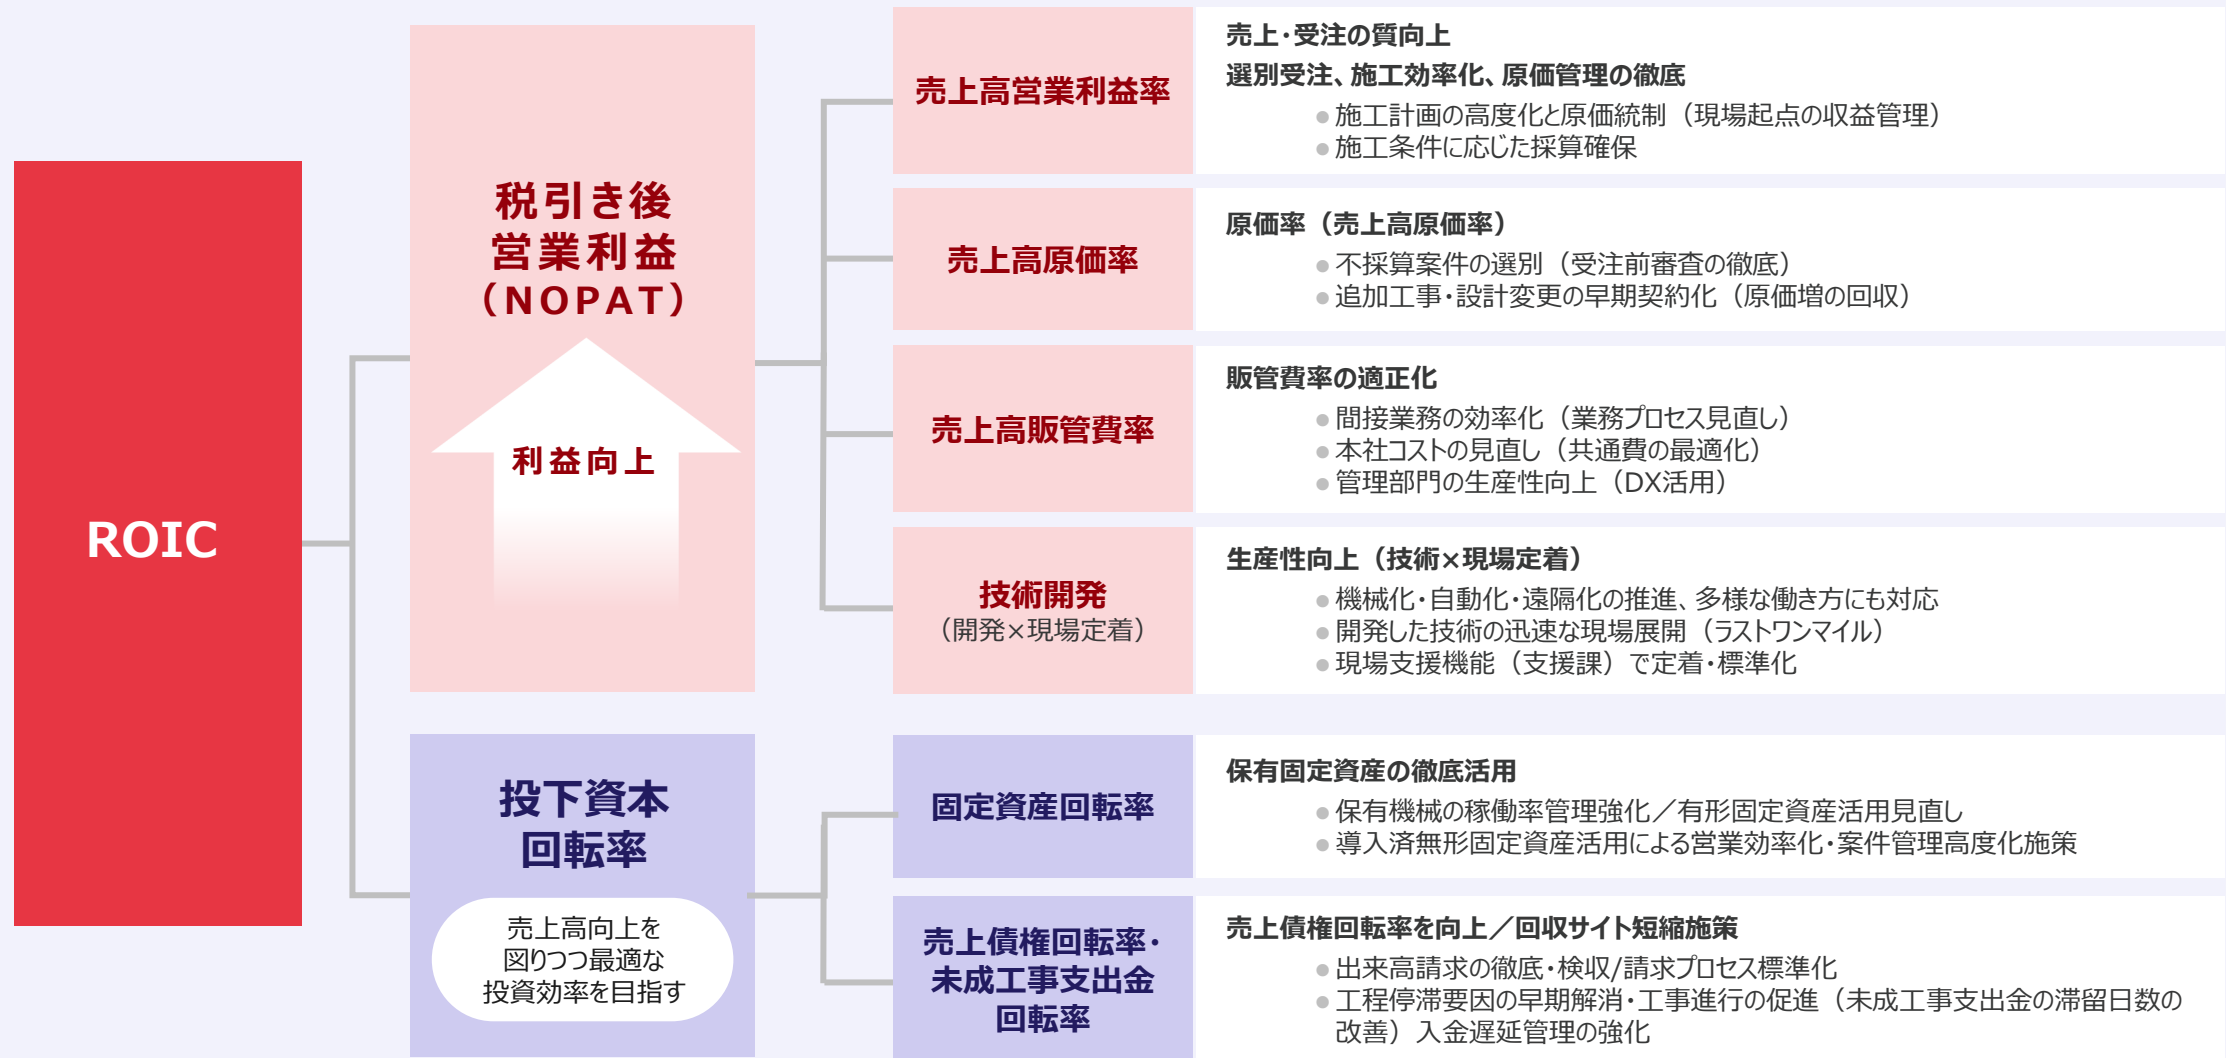 ROIC
税引き後
営業利益
（NOPAT）
利益向上
売上高営業利益率
売上・受注の質向上
選別受注、施工効率化、原価管理の徹底
●施工計画の高度化と原価統制（現場起点の収益管理）
●施工条件に応じた採算確保
売上高原価率
原価率（売上高原価率）
●不採算案件の選別（受注前審査の徹底）
●追加工事・設計変更の早期契約化（原価増の回収）
売上高販管費率
販管費率の適正化
●間接業務の効率化（業務プロセス見直し）
●本社コストの見直し（共通費の最適化）
●管理部門の生産性向上（DX活用）
技術開発
（開発×現場定着）
生産性向上（技術×現場定着）
●機械化・自動化・遠隔化の推進、多様な働き方にも対応
●開発した技術の迅速な現場展開（ラストワンマイル）
●現場支援機能（支援課）で定着・標準化
投下資本
回転率
売上高向上を
図りつつ最適な
投資効率を目指す
固定資産回転率
保有固定資産の徹底活用
●保有機械の稼働率管理強化／有形固定資産活用見直し
●導入済無形固定資産活用による営業効率化・案件管理高度化施策
売上債権回転率・
未成工事支出金
回転率
売上債権回転率を向上／回収サイト短縮施策
●出来高請求の徹底・検収/請求プロセス標準化
●工程停滞要因の早期解消・工事進行の促進（未成工事支出金の滞留日数の
改善）入金遅延管理の強化